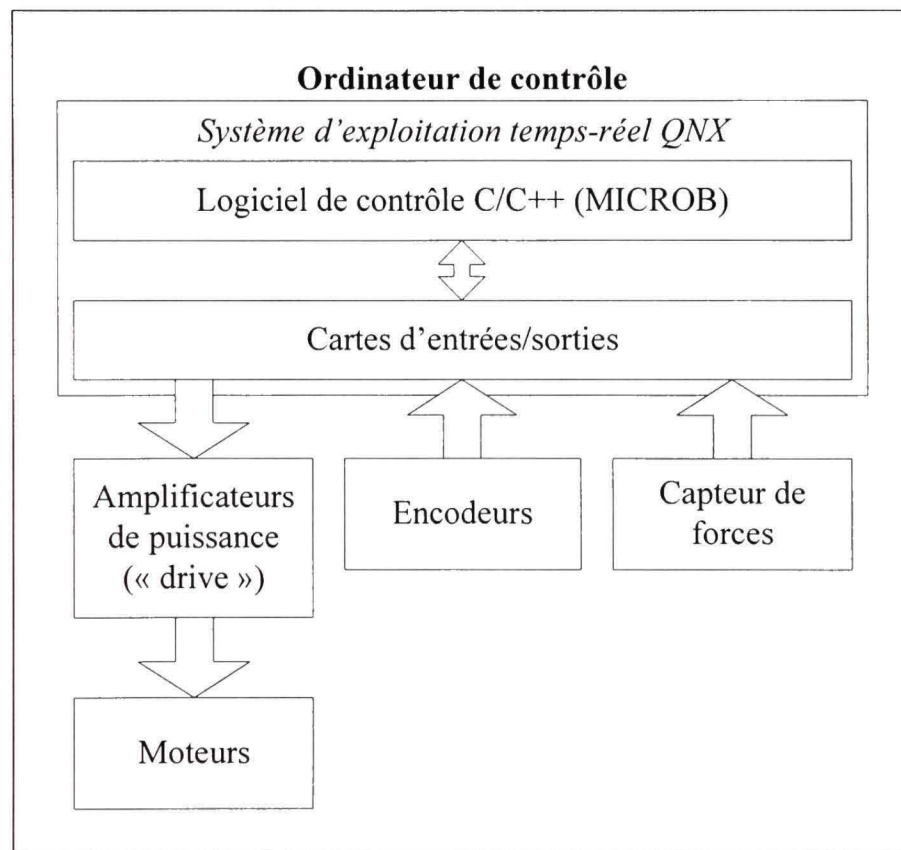 Ordinateur de contrôle
Système d'exploitation temps-réel QNX
Logiciel de contrôle C/C++ (MICROB)
Cartes d'entrées/sorties
Amplificateurs
de puissance
(« drive »)
Encodeurs
Capteur de
forces
Moteurs